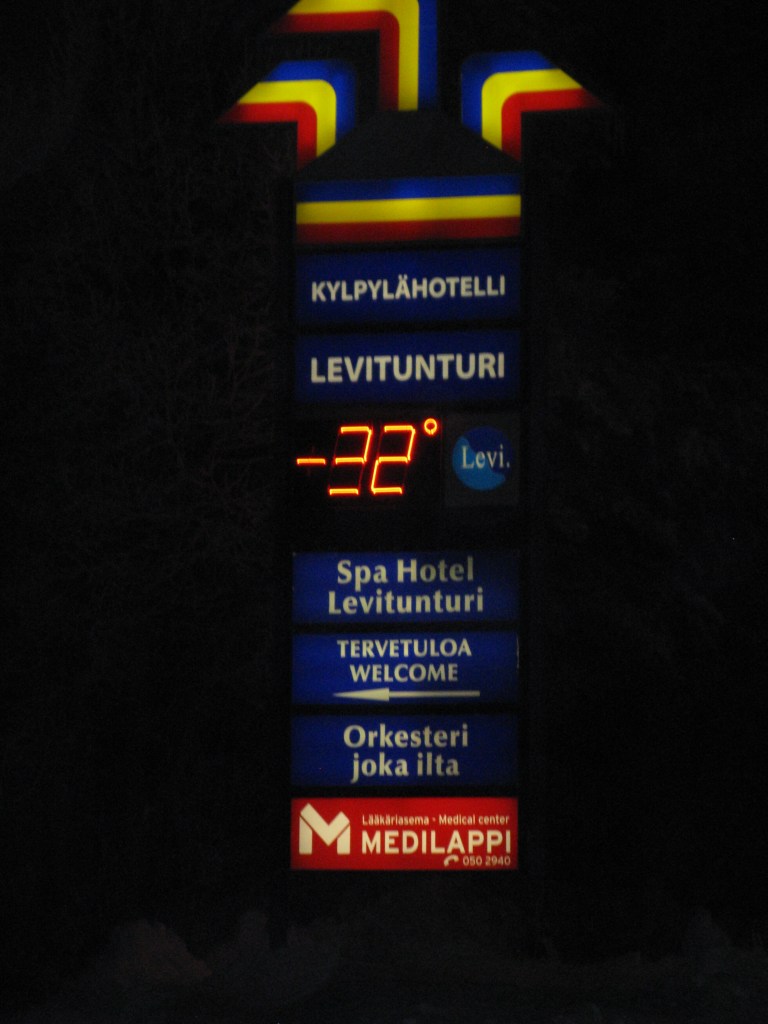 KYLPYLÄHOTELLI
LEVITUNTURI
-32°
Levi.
Spa Hotel
Levitunturi
TERVETULOA
WELCOME
Orkesteri
joka ilta
Lääkäriasema - Medical center
MEDILAPPI
050 2940